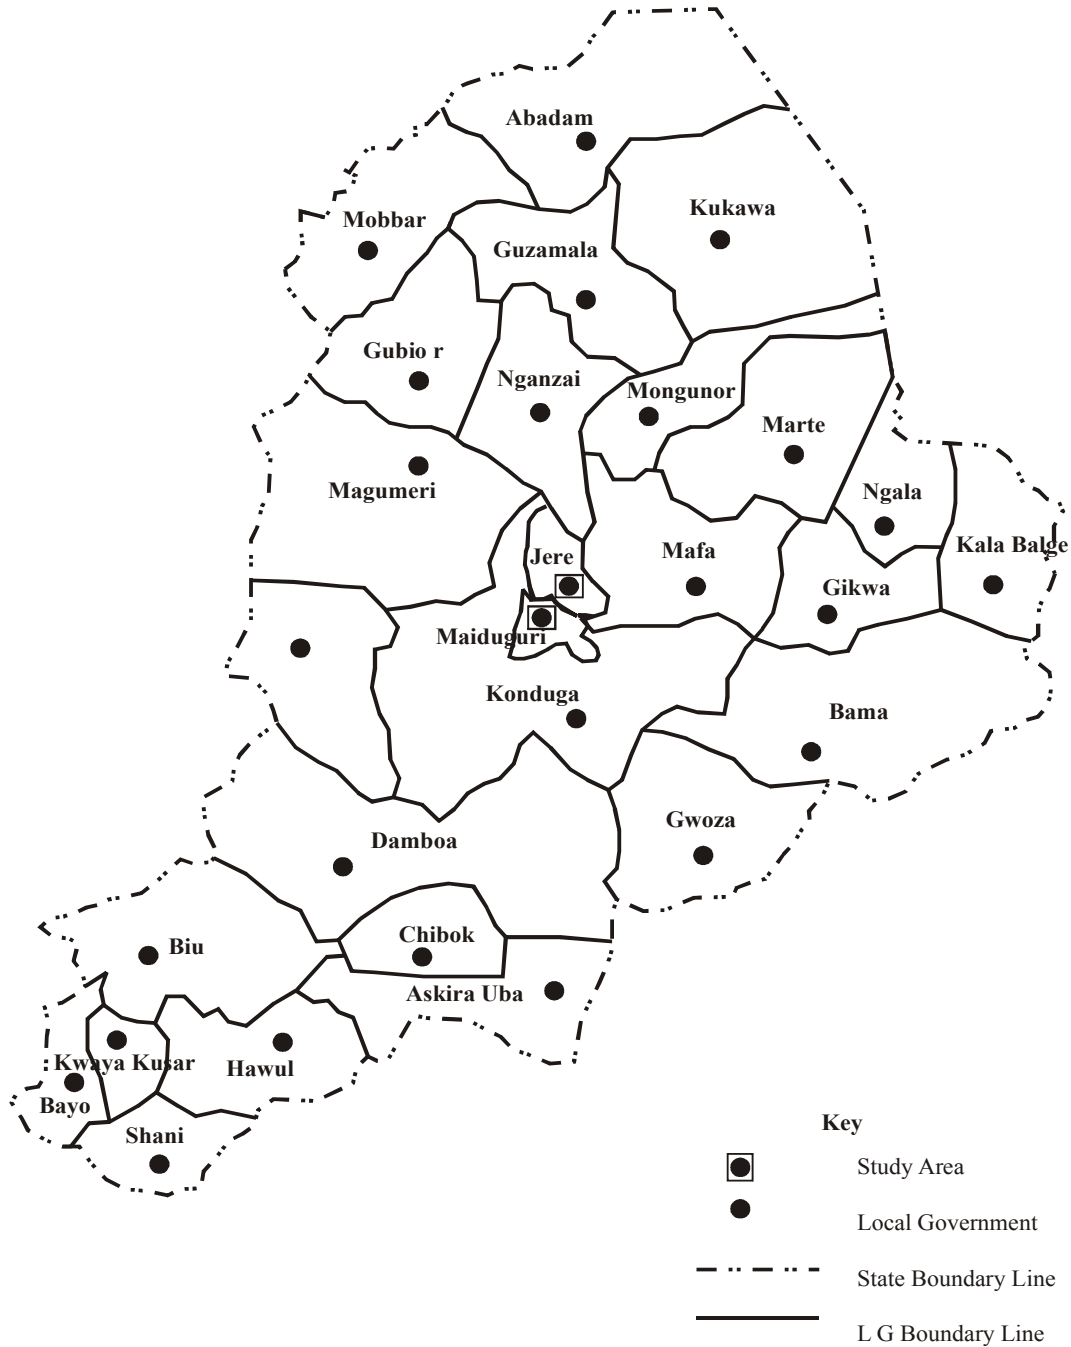 Abadam
Kukawa
Mobbar
Guzamala
Gubio r
Nganzai
Mongunor
Marte
Magumeri
Ngala
Jere
Mafa
Kala Balge
Gikwa
Maiduguri
Konduga
Bama
Gwoza
Damboa
Chibok
Biu
Askira Uba
Kwaya Kusar
Hawul
Bayo
Shani
Key
Study Area
Local Government
State Boundary Line
L G Boundary Line